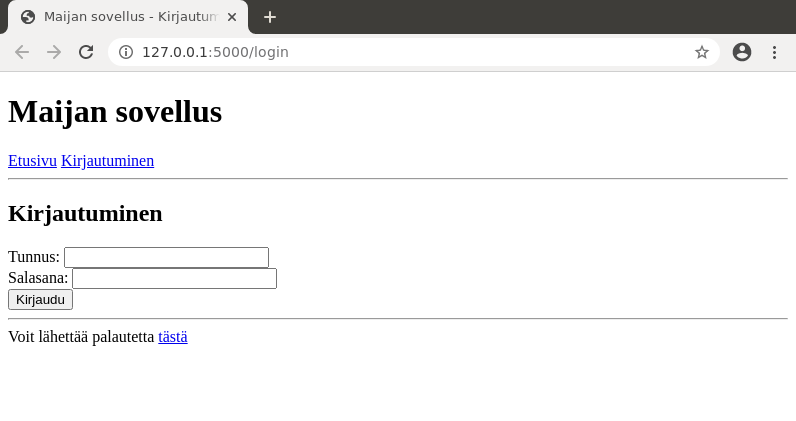 Maijan sovellus - Kirjautum
127.0.0.1:5000/login
Maijan sovellus
Etusivu Kirjautuminen
Kirjautuminen
Tunnus:
Salasana:
Kirjaudu
Voit lähettää palautetta tästä